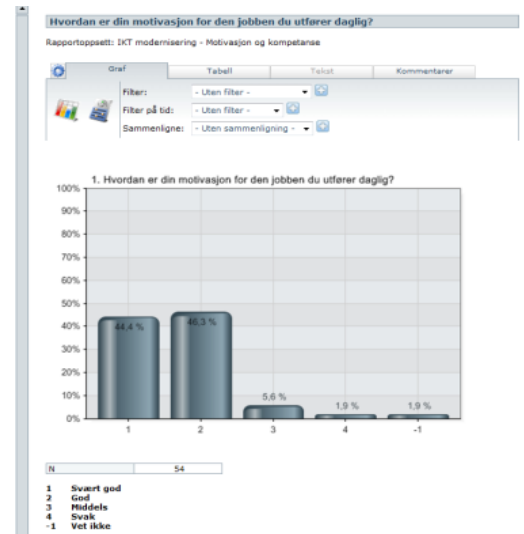 Hvordan er din motivasjon for den jobben du utfører daglig?
Rapportoppsett: IKT modernisering - Motivasjon og kompetanse
Graf Tabell Tekst Kommentarer
Filter: - Uten filter -
Filter på tid: - Uten filter -
Sammenligne: - Uten sammenligning -
1. Hvordan er din motivasjon for den jobben du utfører daglig?
100%
90%
80%
70%
60%
50%
40%
30%
20%
10%
0%
44,4 % 46,3 % 5,6 % 1,9 % 1,9 %
1 2 3 4 -1
N 54
1 Svært god
2 God
3 Middels
4 Svak
-1 Vet ikke